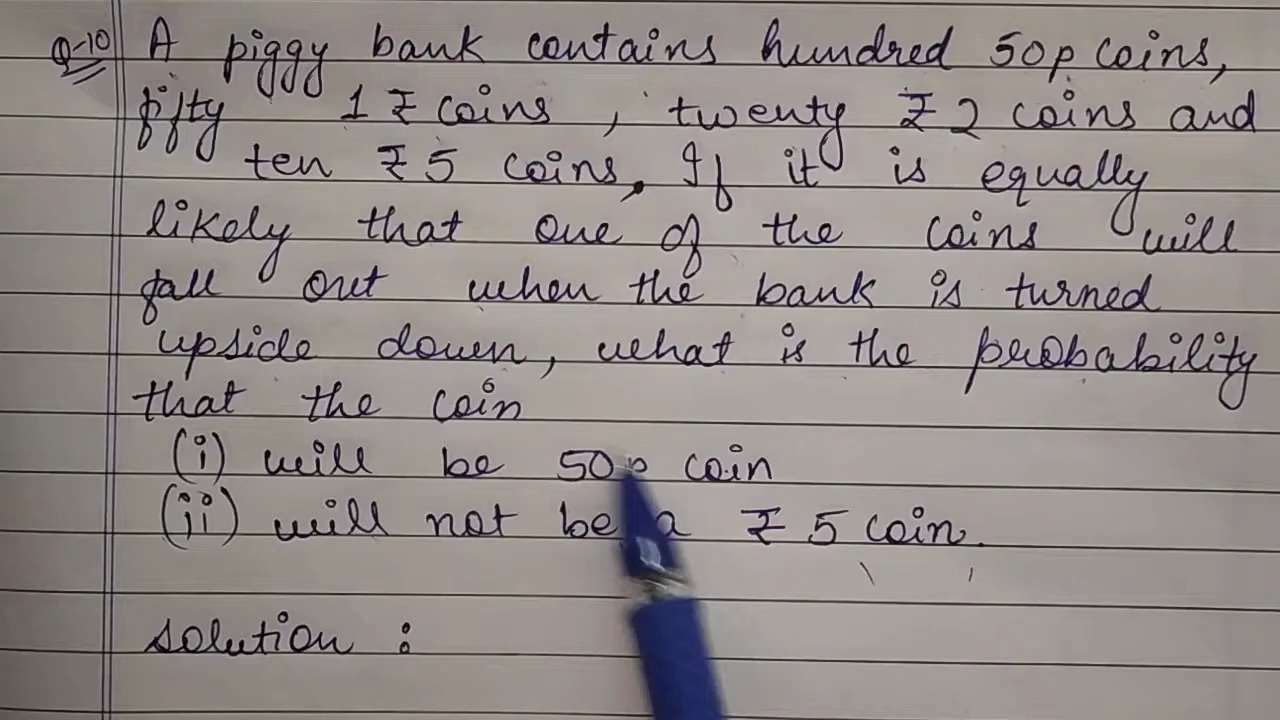 Q-10 A piggy bank contains hundred 50p coins,
fifty 1 ₹ coins, twenty ₹ 2 coins and
ten ₹ 5 coins. If it is equally
likely that one of the coins will
fall out when the bank is turned
upside down, what is the probability
that the coin
(i) will be 50p coin
(ii) will not be a ₹ 5 coin.
solution :